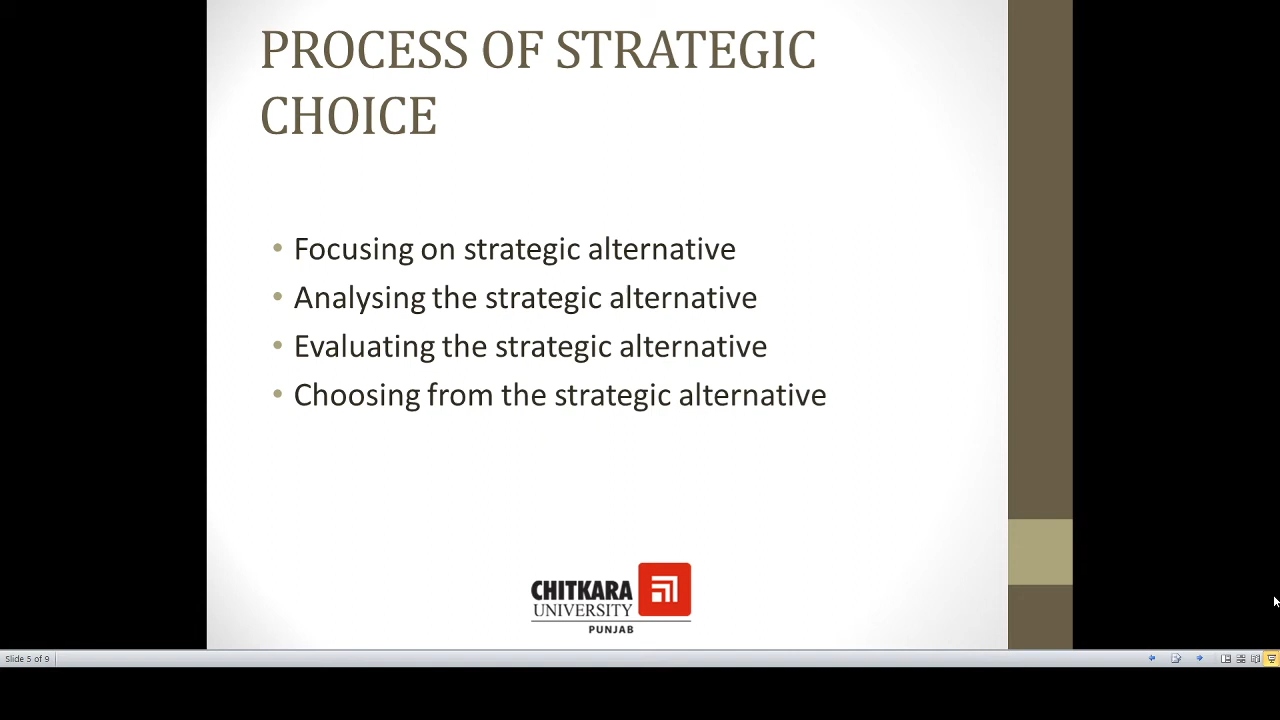 PROCESS OF STRATEGIC
CHOICE
• Focusing on strategic alternative
• Analysing the strategic alternative
• Evaluating the strategic alternative
• Choosing from the strategic alternative
CHITKARA
UNIVERSITY
PUNJAB
Slide 5 of 9